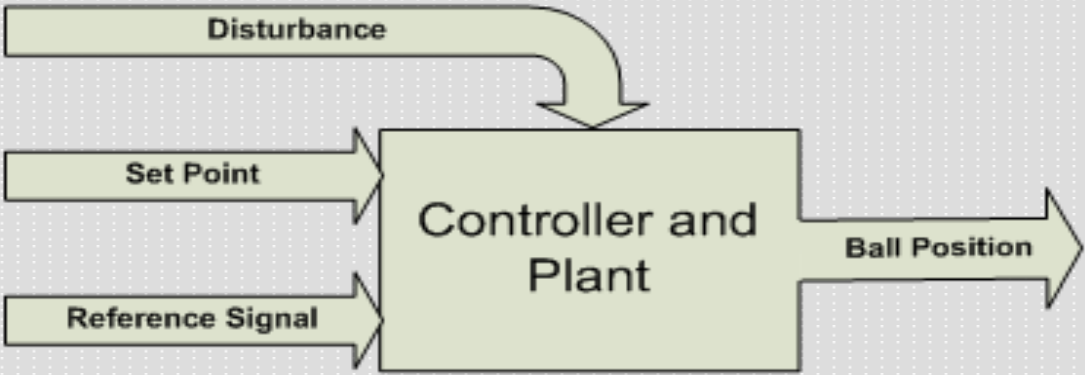 Disturbance
Set Point
Controller and
Plant
Ball Position
Reference Signal